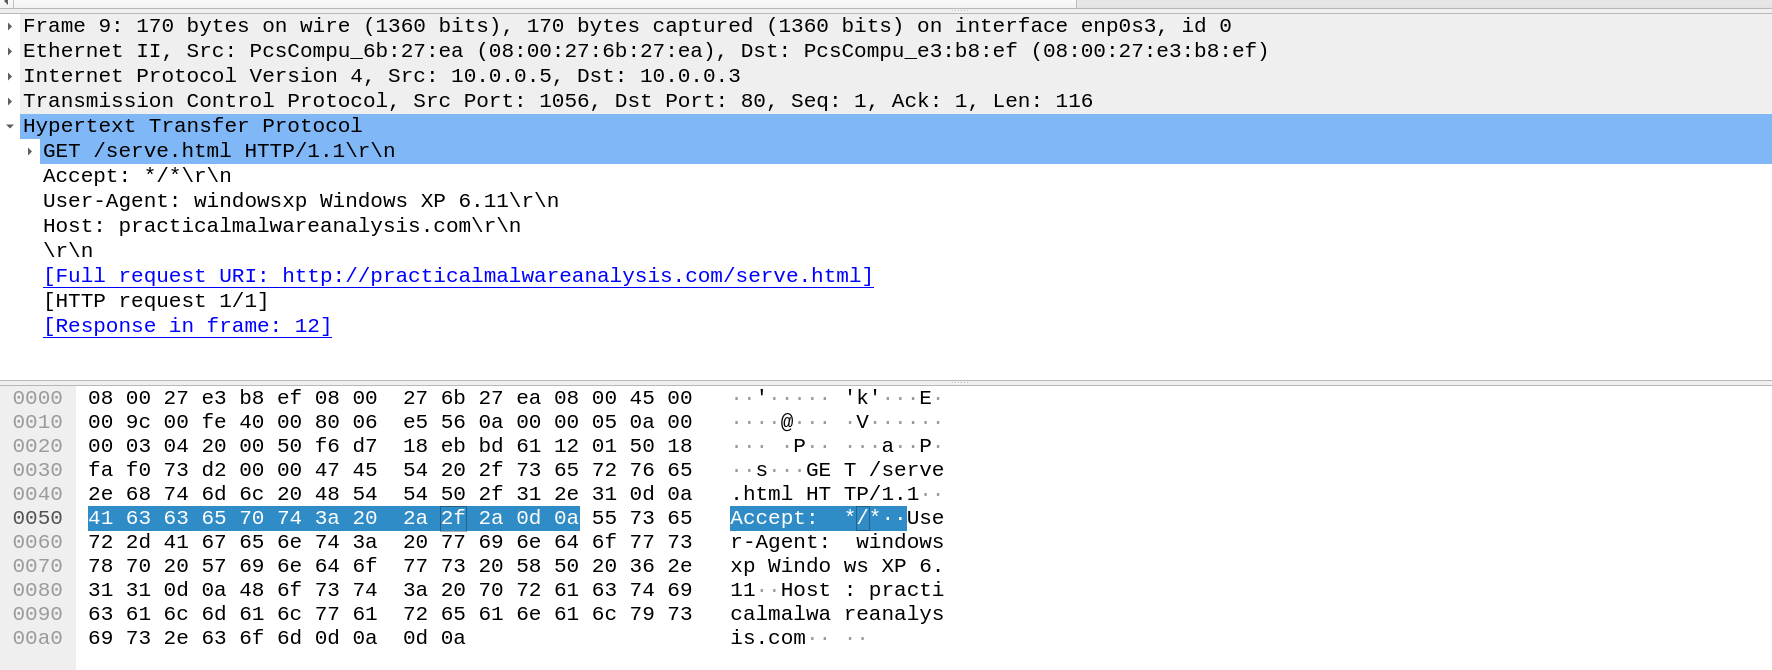 Frame 9: 170 bytes on wire (1360 bits), 170 bytes captured (1360 bits) on interface enp0s3, id 0
Ethernet II, Src: PcsCompu_6b:27:ea (08:00:27:6b:27:ea), Dst: PcsCompu_e3:b8:ef (08:00:27:e3:b8:ef)
Internet Protocol Version 4, Src: 10.0.0.5, Dst: 10.0.0.3
Transmission Control Protocol, Src Port: 1056, Dst Port: 80, Seq: 1, Ack: 1, Len: 116
Hypertext Transfer Protocol
GET /serve.html HTTP/1.1\r\n
Accept: */*\r\n
User-Agent: windowsxp Windows XP 6.11\r\n
Host: practicalmalwareanalysis.com\r\n
\r\n
[Full request URI: http://practicalmalwareanalysis.com/serve.html]
[HTTP request 1/1]
[Response in frame: 12]
0000 08 00 27 e3 b8 ef 08 00 27 6b 27 ea 08 00 45 00 ··'····· 'k'···E·
0010 00 9c 00 fe 40 00 80 06 e5 56 0a 00 00 05 0a 00 ····@··· ·V······
0020 00 03 04 20 00 50 f6 d7 18 eb bd 61 12 01 50 18 ··· ·P·· ···a··P·
0030 fa f0 73 d2 00 00 47 45 54 20 2f 73 65 72 76 65 ··s···GE T /serve
0040 2e 68 74 6d 6c 20 48 54 54 50 2f 31 2e 31 0d 0a .html HT TP/1.1··
0050 41 63 63 65 70 74 3a 20 2a 2f 2a 0d 0a 55 73 65 Accept:  */*··Use
0060 72 2d 41 67 65 6e 74 3a 20 77 69 6e 64 6f 77 73 r-Agent:  windows
0070 78 70 20 57 69 6e 64 6f 77 73 20 58 50 20 36 2e xp Windo ws XP 6.
0080 31 31 0d 0a 48 6f 73 74 3a 20 70 72 61 63 74 69 11··Host : practi
0090 63 61 6c 6d 61 6c 77 61 72 65 61 6e 61 6c 79 73 calmalwa reanalys
00a0 69 73 2e 63 6f 6d 0d 0a 0d 0a is.com·· ··